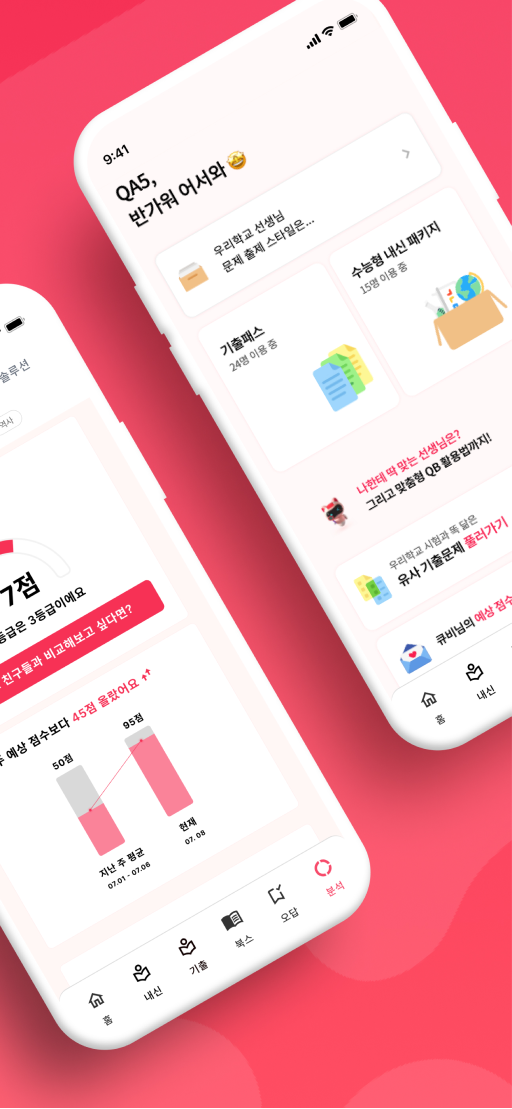 9:41
QA5,
반가워 어서와 🤩
우리학교 선생님
문제 출제 스타일은...
기출패스
24명 이용 중
수능형 내신 패키지
15명 이용 중
나한테 딱 맞는 선생님은?
그리고 맞춤형 QB 활용법까지!
우리학교 시험과 똑 닮은
유사 기출문제 풀러가기
큐비님의 예상 점수
홈
내신
솔루션
역사
7점
등급은 3등급이에요
친구들과 비교해보고 싶다면?
주 예상 점수보다 45점 올랐어요
50점
95점
지난 주 평균
07.01 - 07.06
현재
07. 08
홈
내신
기출
북스
오답
분석